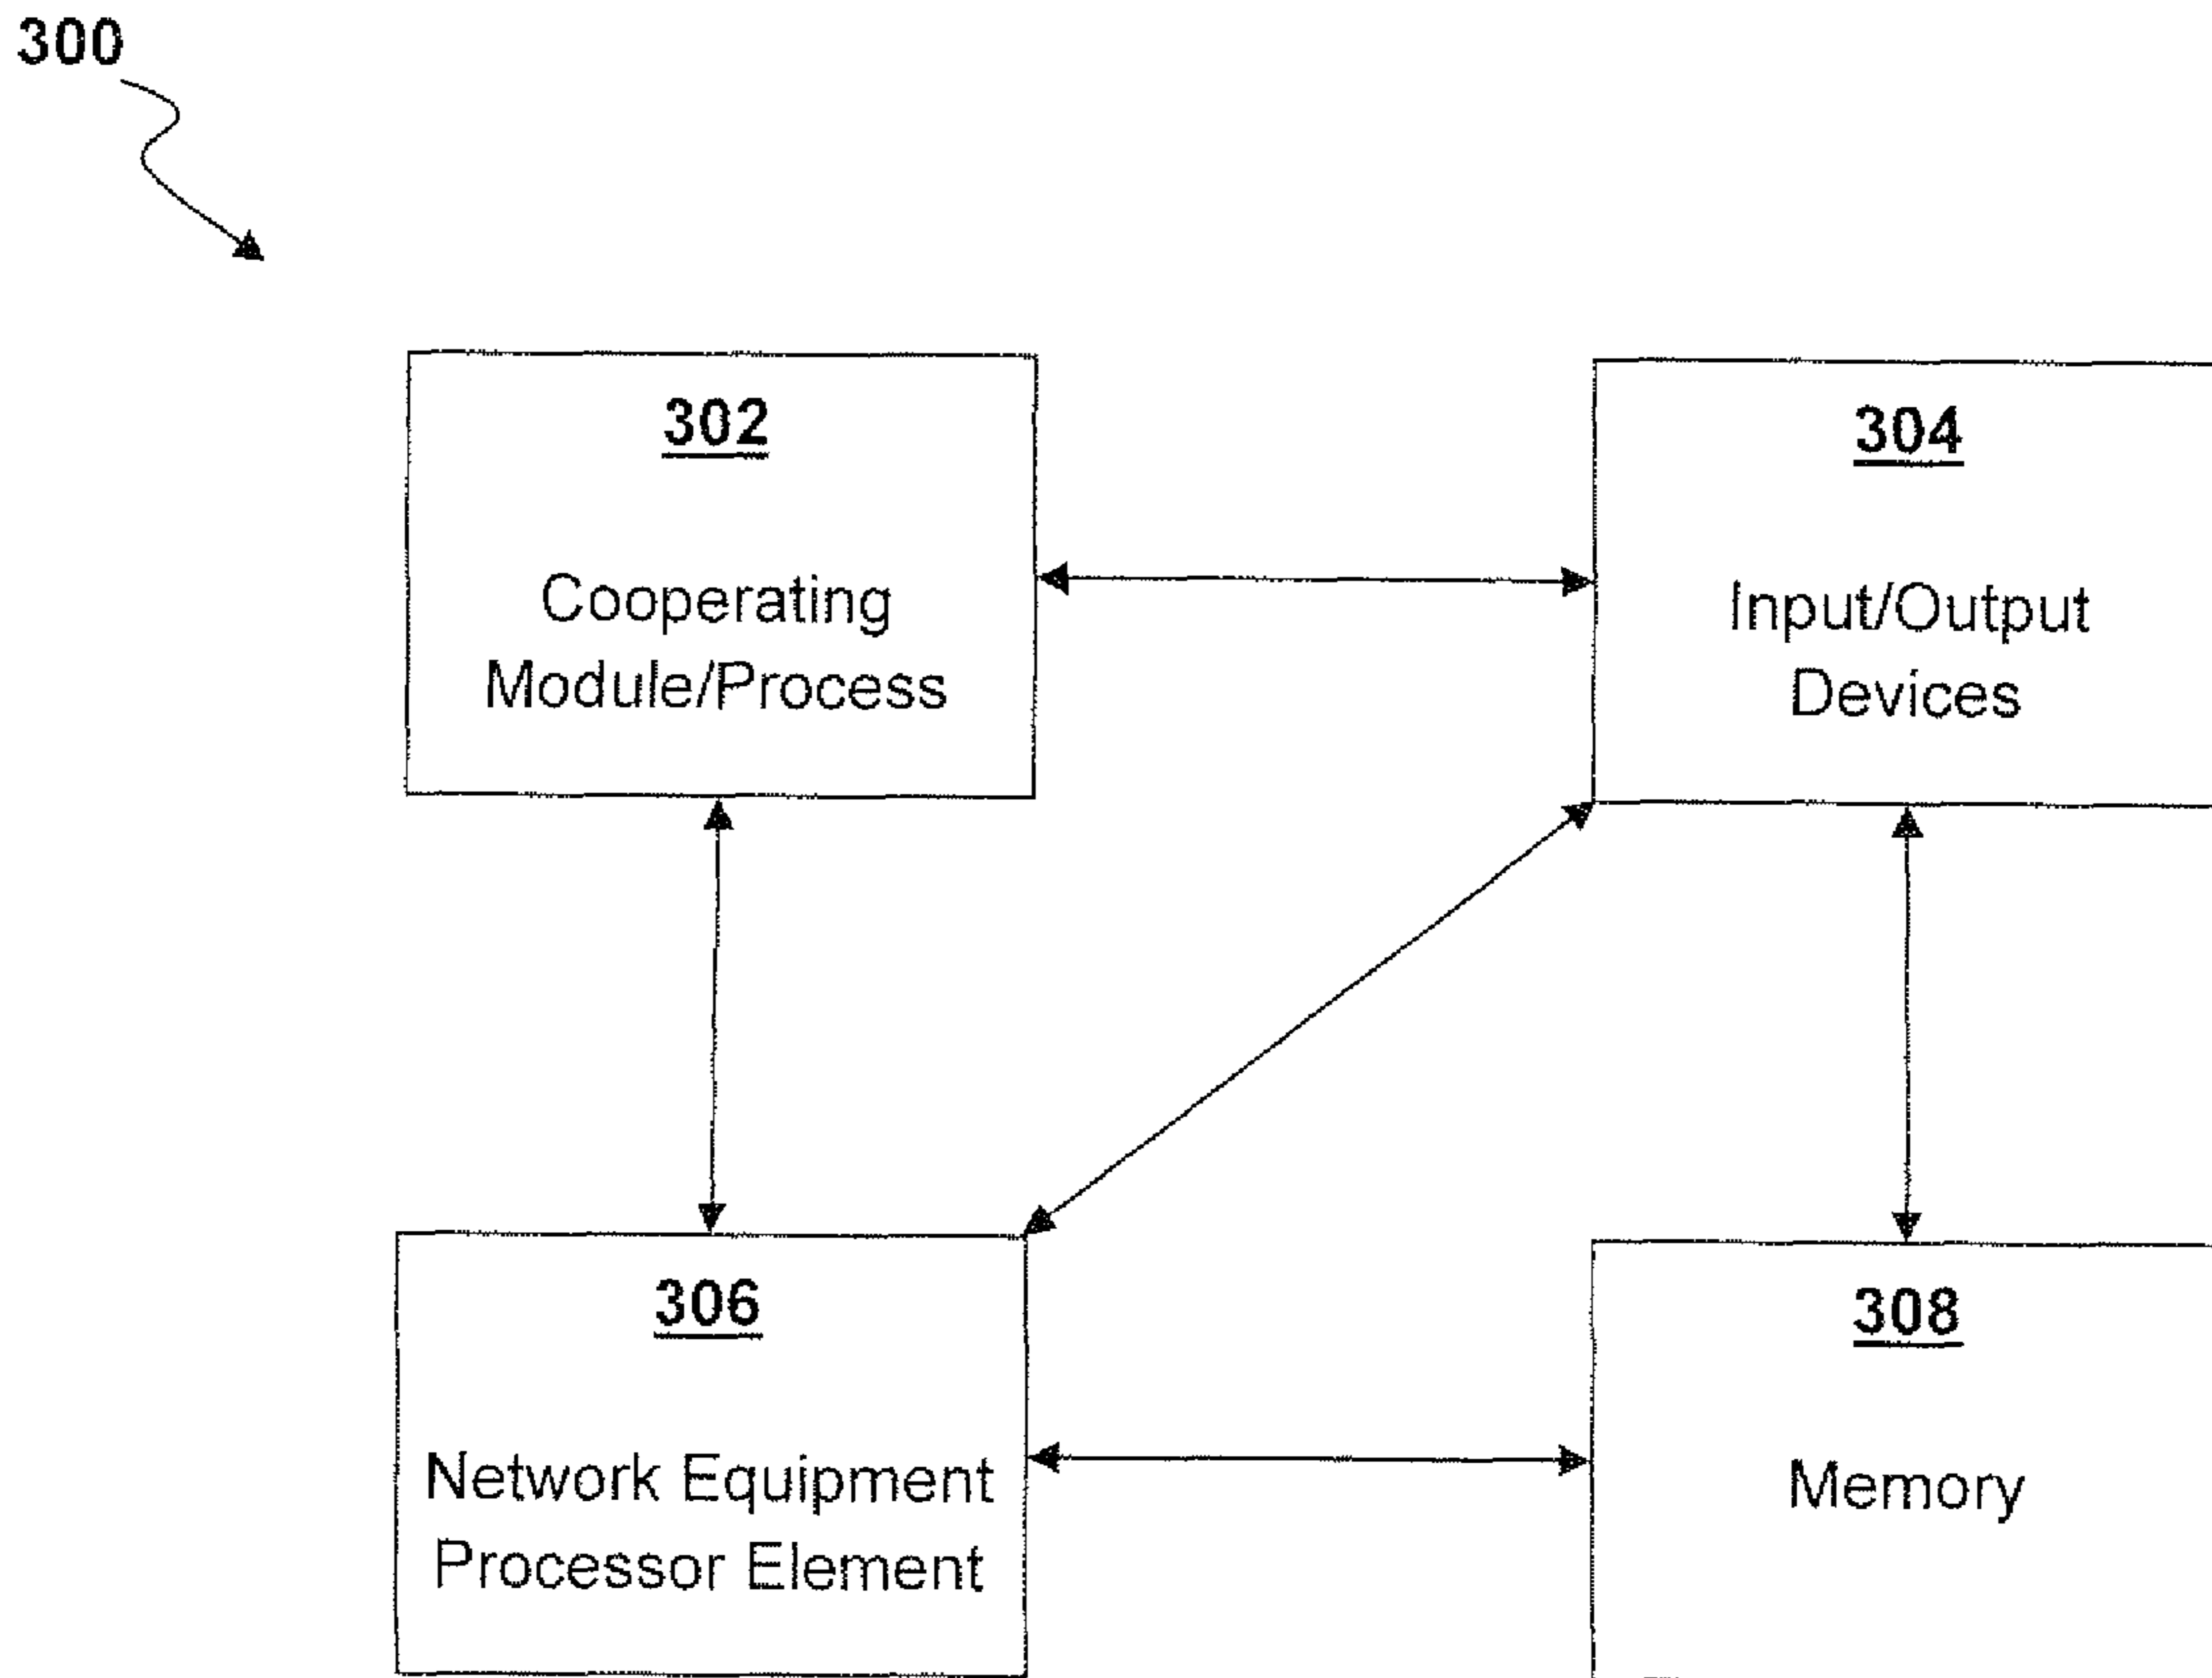 300
302
Cooperating
Module/Process
304
Input/Output
Devices
306
Network Equipment
Processor Element
308
Memory